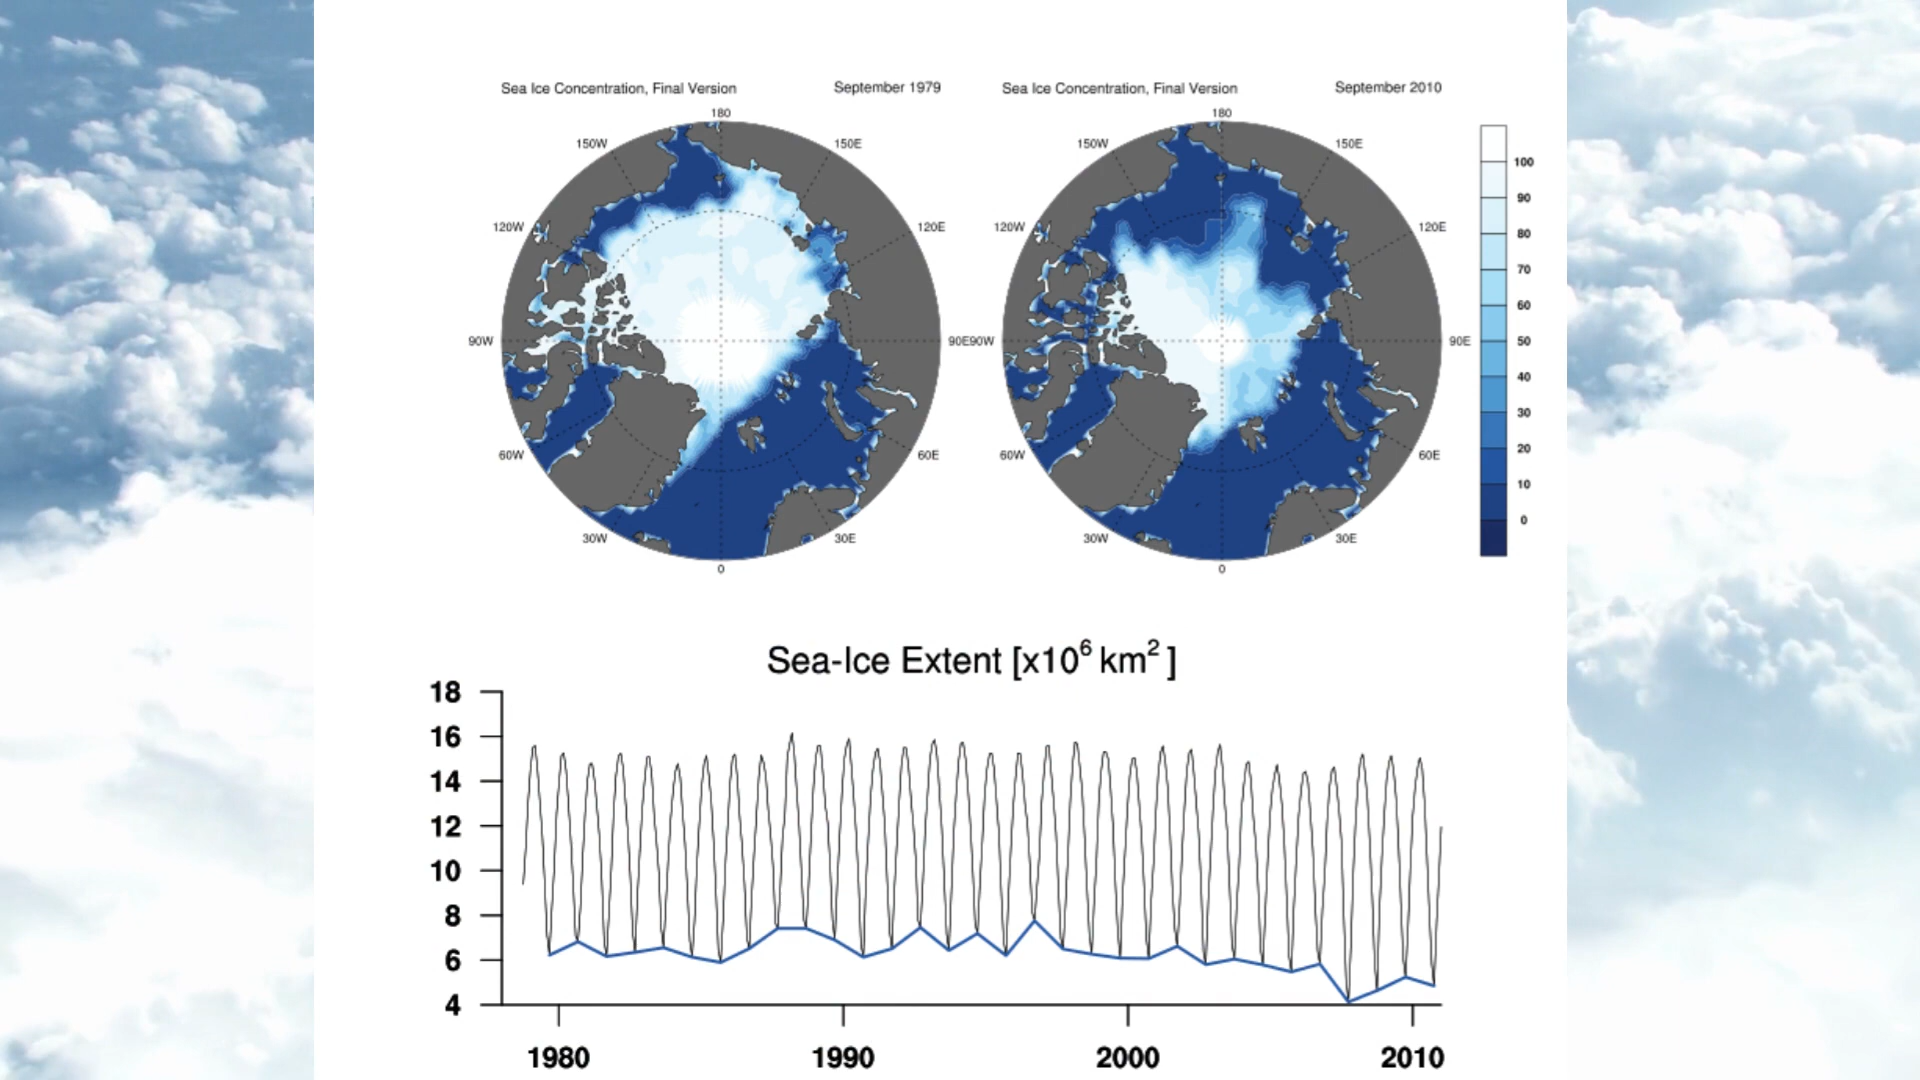 Sea Ice Concentration, Final Version September 1979
180
150W 150E
120W 120E
90W 90E
60W 60E
30W 30E
0
Sea Ice Concentration, Final Version September 2010
180
150W 150E
120W 120E
90W 90E
60W 60E
30W 30E
0
100
90
80
70
60
50
40
30
20
10
0
Sea-Ice Extent [x10⁶ km²]
18
16
14
12
10
8
6
4
1980 1990 2000 2010